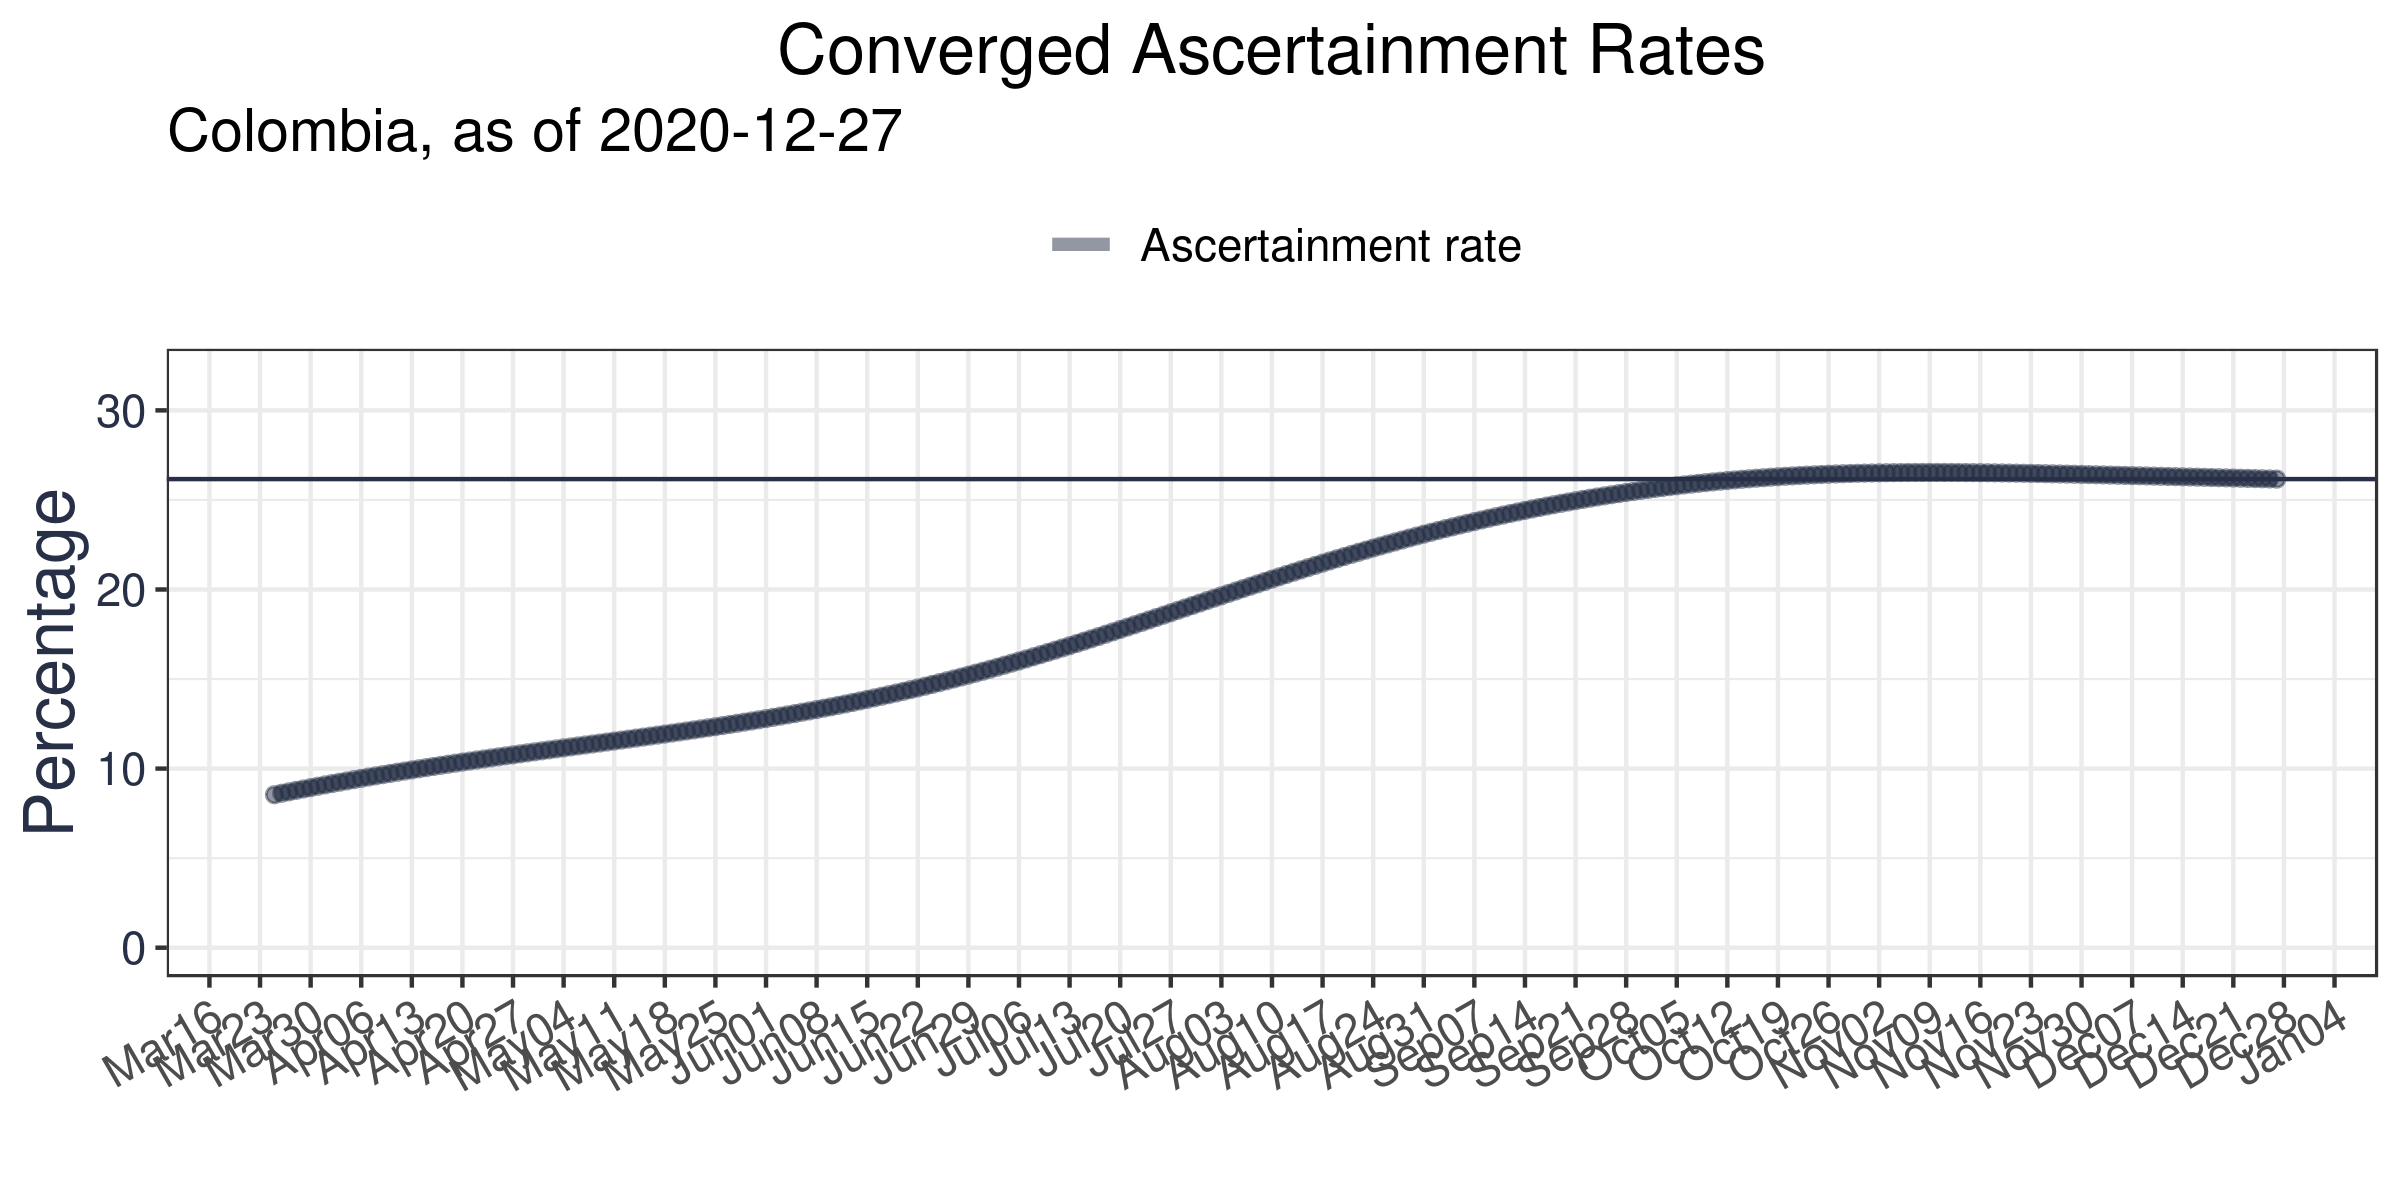 Converged Ascertainment Rates
Colombia, as of 2020-12-27
Ascertainment rate
Percentage
30
20
10
0
Mar16
Mar23
Mar30
Apr06
Apr13
Apr20
Apr27
May04
May11
May18
May25
Jun01
Jun08
Jun15
Jun22
Jun29
Jul06
Jul13
Jul20
Jul27
Aug03
Aug10
Aug17
Aug24
Aug31
Sep07
Sep14
Sep21
Sep28
Oct05
Oct12
Oct19
Oct26
Nov02
Nov09
Nov16
Nov23
Nov30
Dec07
Dec14
Dec21
Dec28
Jan04